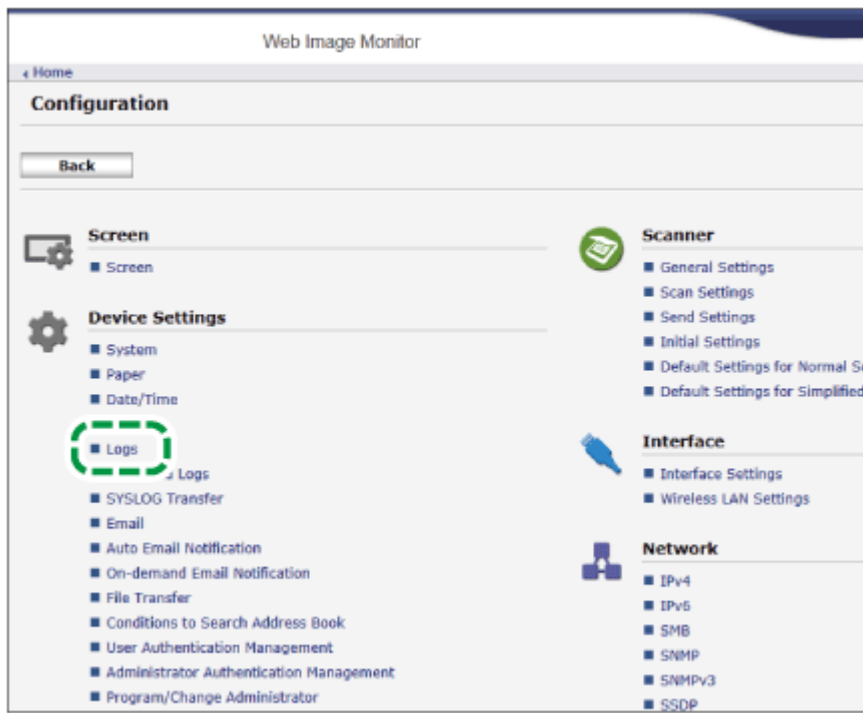 Web Image Monitor
Home
Configuration
Back
Screen
Screen
Device Settings
System
Paper
Date/Time
Logs
Logs
SYSLOG Transfer
Email
Auto Email Notification
On-demand Email Notification
File Transfer
Conditions to Search Address Book
User Authentication Management
Administrator Authentication Management
Program/Change Administrator
Scanner
General Settings
Scan Settings
Send Settings
Initial Settings
Default Settings for Normal
Default Settings for Simplified
Interface
Interface Settings
Wireless LAN Settings
Network
IPv4
IPv6
SMB
SNMP
SNMPv3
SSDP